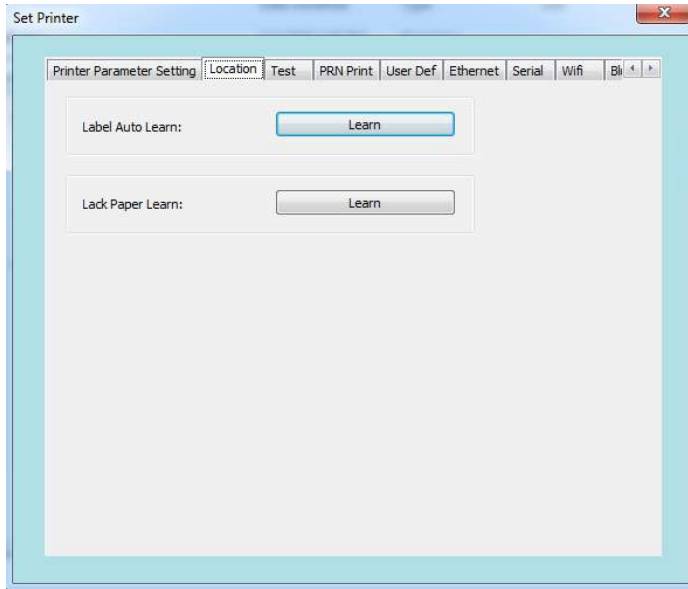 Set Printer
Printer Parameter Setting Location Test PRN Print User Def Ethernet Serial Wifi
Label Auto Learn: Learn
Lack Paper Learn: Learn